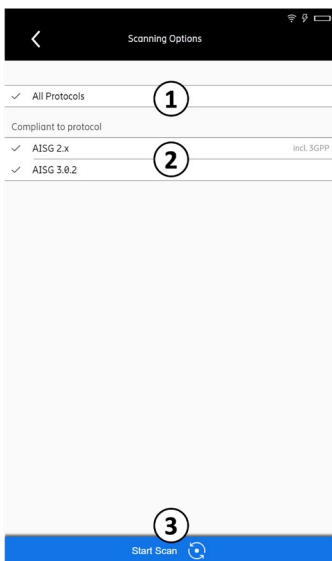 Scanning Options
All Protocols
1
Compliant to protocol
AISG 2.x incl. 3GPP
2
AISG 3.0.2
3
Start Scan